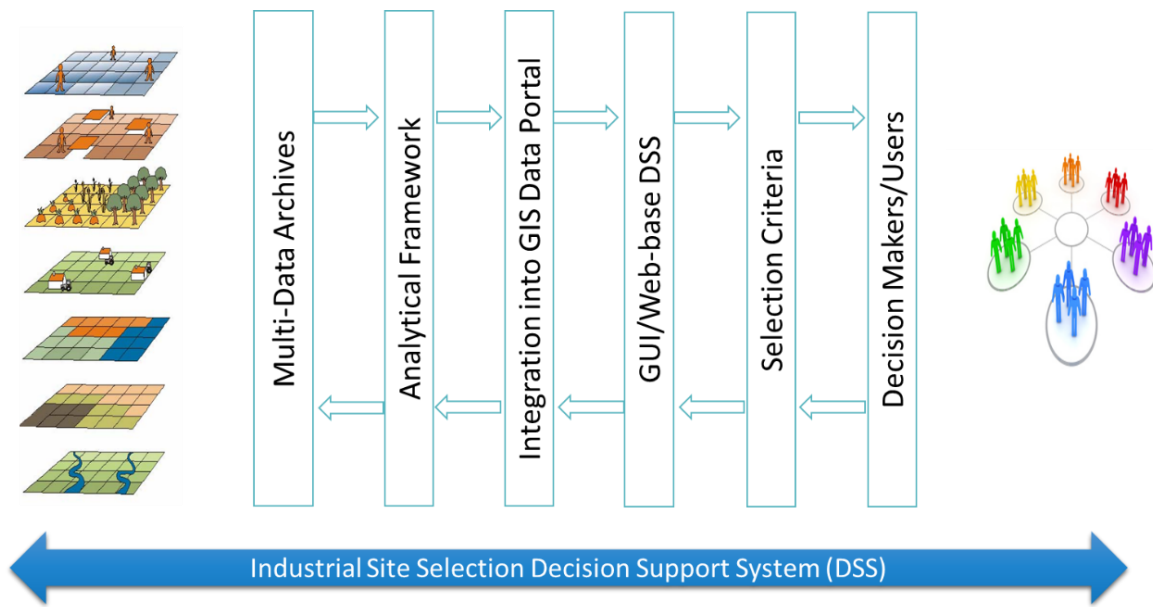 Multi-Data Archives
Analytical Framework
Integration into GIS Data Portal
GUI/Web-base DSS
Selection Criteria
Decision Makers/Users
Industrial Site Selection Decision Support System (DSS)